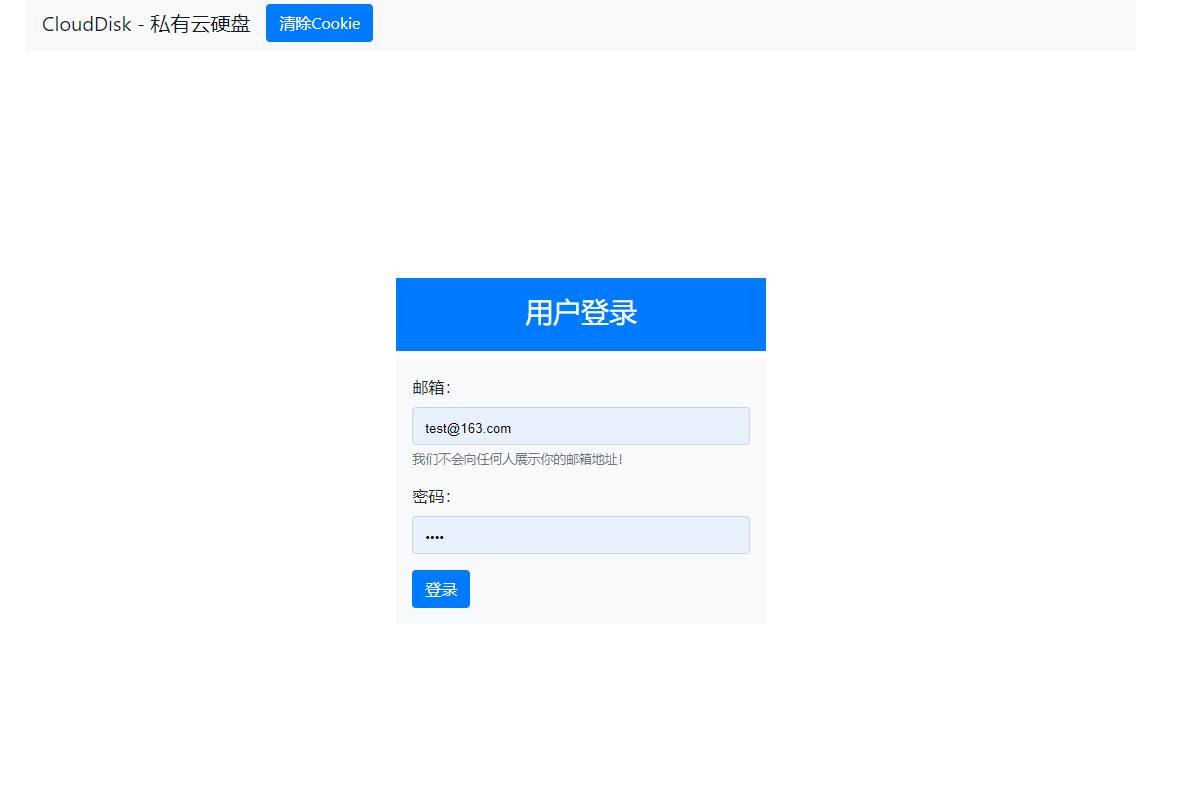 CloudDisk - 私有云硬盘 清除Cookie
用户登录
邮箱：
test@163.com
我们不会向任何人展示你的邮箱地址！
密码：
••••
登录